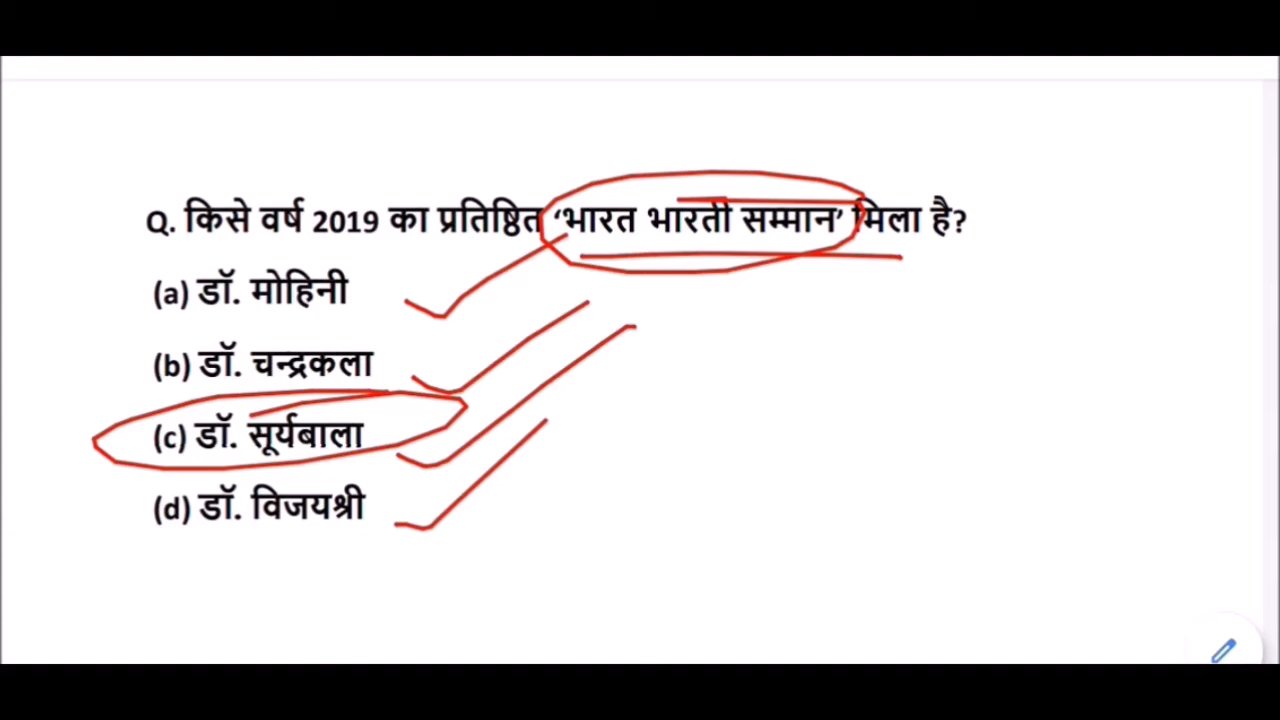 Q. किसे वर्ष 2019 का प्रतिष्ठित ‘भारत भारती सम्मान’ मिला है?
(a) डॉ. मोहिनी
(b) डॉ. चन्द्रकला
(c) डॉ. सूर्यबाला
(d) डॉ. विजयश्री